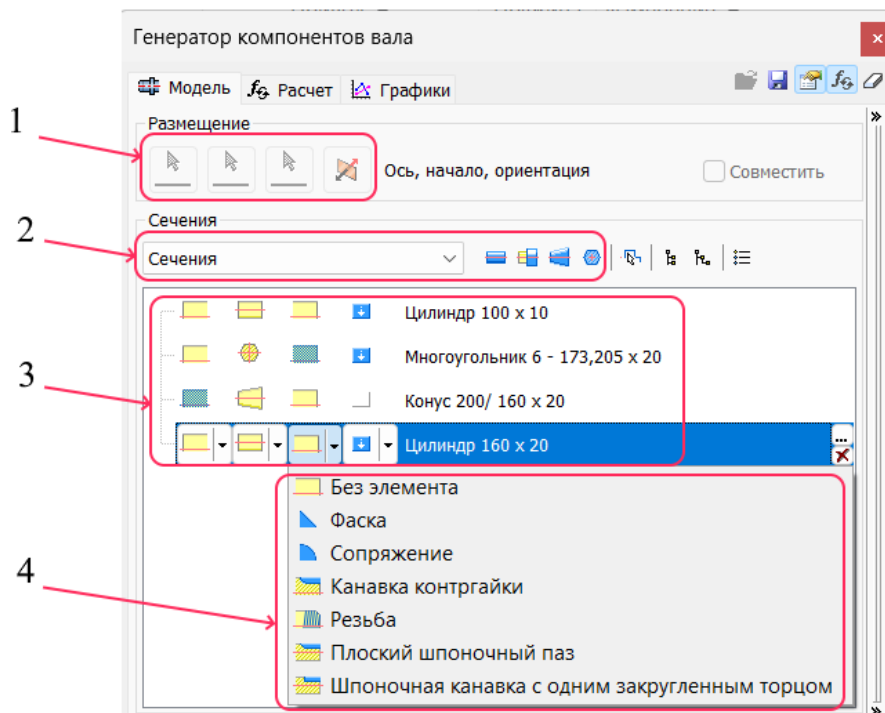 Генератор компонентов вала
Модель fG Расчет Графики
1
Размещение
Ось, начало, ориентация Совместить
2
Сечения
Сечения
Цилиндр 100 x 10
Многоугольник 6 - 173,205 x 20
3
Конус 200/ 160 x 20
Цилиндр 160 x 20 ...
Без элемента
Фаска
Сопряжение
4
Канавка контргайки
Резьба
Плоский шпоночный паз
Шпоночная канавка с одним закругленным торцом